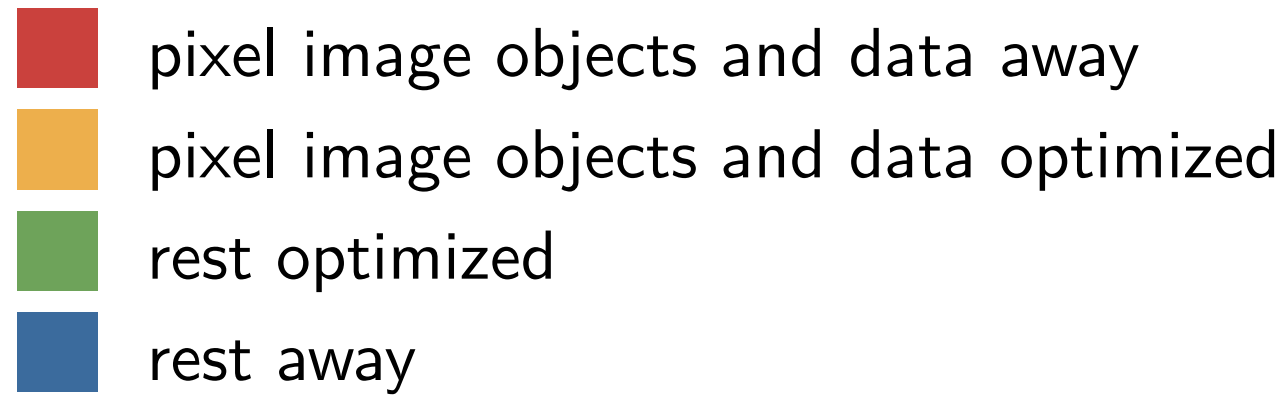 pixel image objects and data away
pixel image objects and data optimized
rest optimized
rest away